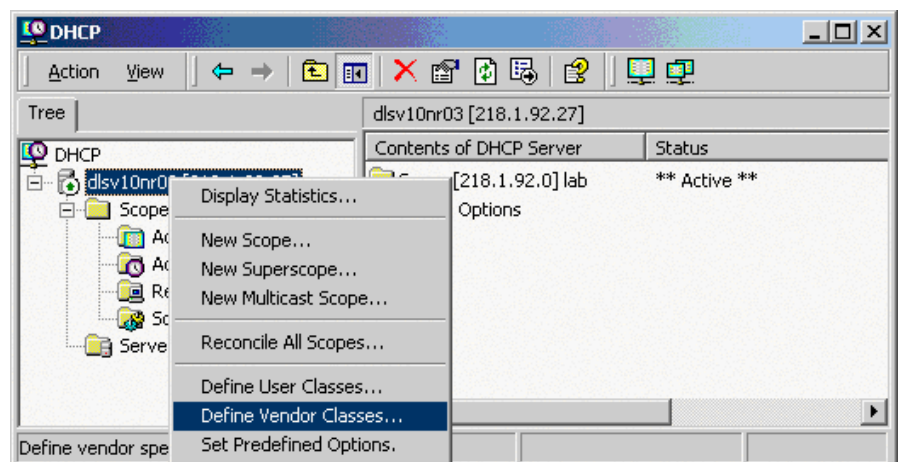 DHCP
Action View
Tree
dlsv10nr03 [218.1.92.27]
Contents of DHCP Server Status
DHCP
[218.1.92.0] lab ** Active **
Options
Scope
Display Statistics...
New Scope...
New Superscope...
New Multicast Scope...
Reconcile All Scopes...
Define User Classes...
Define Vendor Classes...
Set Predefined Options.
Define vendor